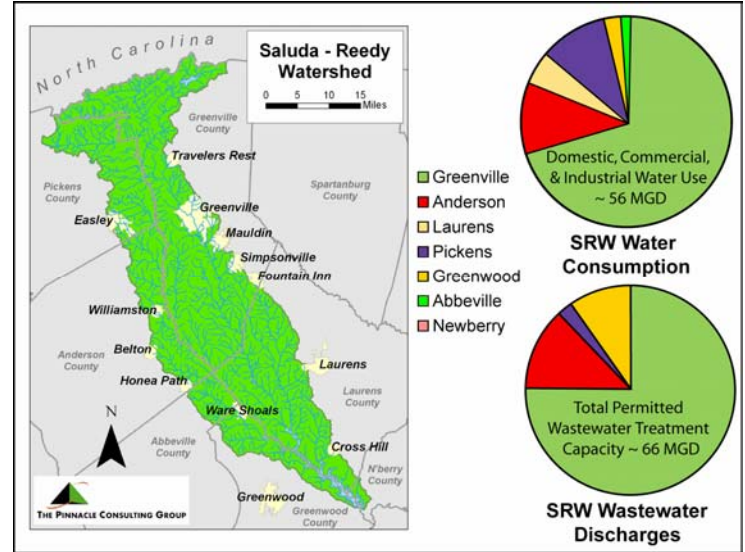 North Carolina
Saluda - Reedy
Watershed
0 5 10 15
Miles
Greenville
County
Travelers Rest
Pickens
County
Spartanburg
County
Easley
Greenville
Mauldin
Simpsonville
Fountain Inn
Williamston
Anderson
County
Belton
Honea Path
Laurens
Laurens
County
Ware Shoals
N
Abbeville
County
Cross Hill
N'berry
County
Greenwood
Greenwood
County
THE PINNACLE CONSULTING GROUP
Greenville
Anderson
Laurens
Pickens
Greenwood
Abbeville
Newberry
Domestic, Commercial,
& Industrial Water Use
~ 56 MGD
SRW Water
Consumption
Total Permitted
Wastewater Treatment
Capacity ~ 66 MGD
SRW Wastewater
Discharges